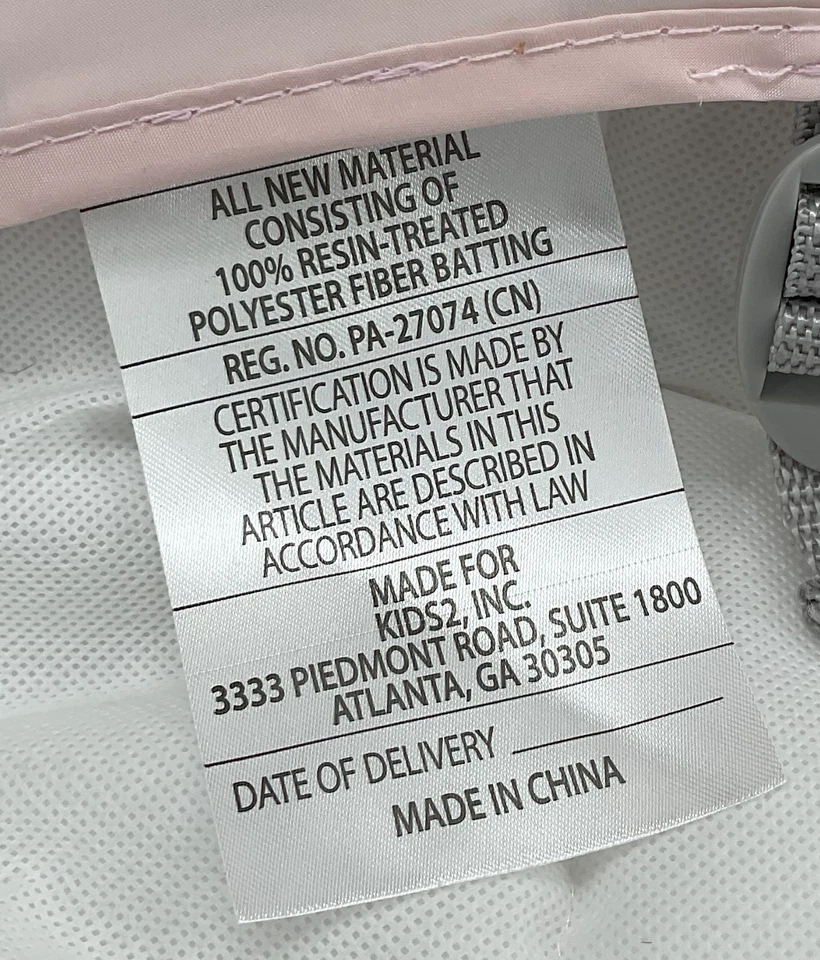 ALL NEW MATERIAL
CONSISTING OF
100% RESIN-TREATED
POLYESTER FIBER BATTING
REG. NO. PA-27074 (CN)
CERTIFICATION IS MADE BY
THE MANUFACTURER THAT
THE MATERIALS IN THIS
ARTICLE ARE DESCRIBED IN
ACCORDANCE WITH LAW
MADE FOR
KIDS2, INC.
3333 PIEDMONT ROAD, SUITE 1800
ATLANTA, GA 30305
DATE OF DELIVERY
MADE IN CHINA